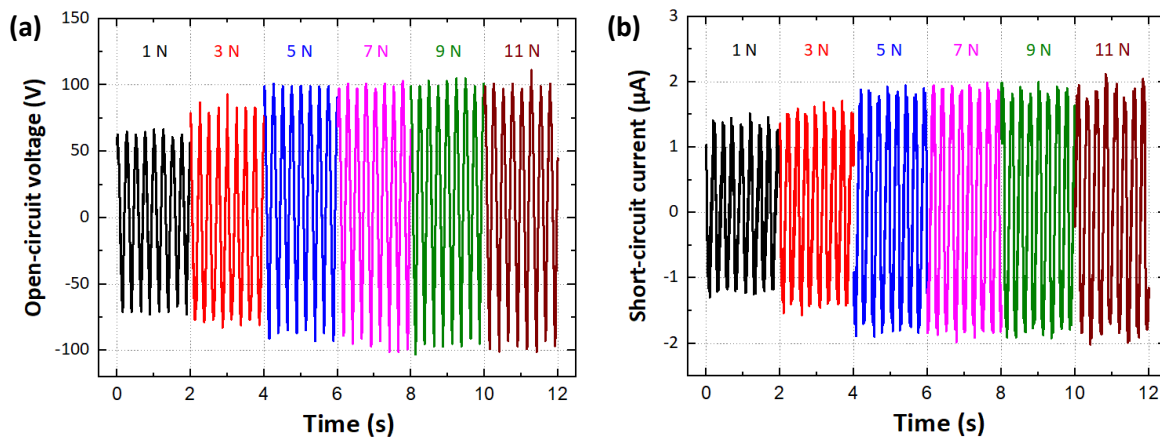 (a)
Open-circuit voltage (V)
150
100
50
0
-50
-100
1 N 3 N 5 N 7 N 9 N 11 N
0 2 4 6 8 10 12
Time (s)
(b)
Short-circuit current (μA)
3
2
1
0
-1
-2
1 N 3 N 5 N 7 N 9 N 11 N
0 2 4 6 8 10 12
Time (s)